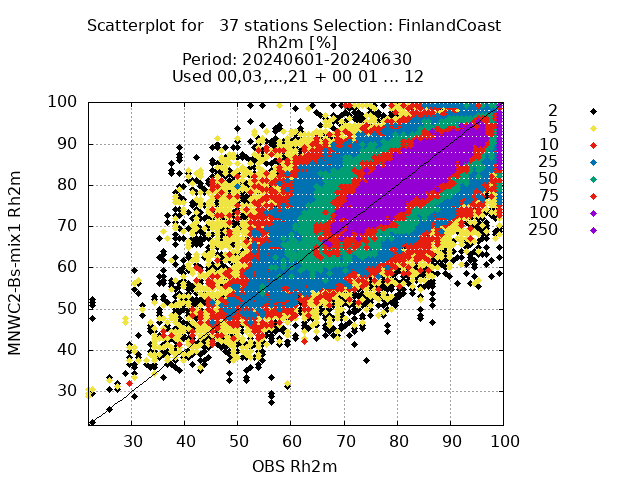 Scatterplot for   37 stations Selection: FinlandCoast
Rh2m [%]
Period: 20240601-20240630
Used 00,03,...,21 + 00 01 ... 12
100
90
80
70
60
50
40
30
MNWC2-Bs-mix1 Rh2m
30 40 50 60 70 80 90 100
OBS Rh2m
2
5
10
25
50
75
100
250